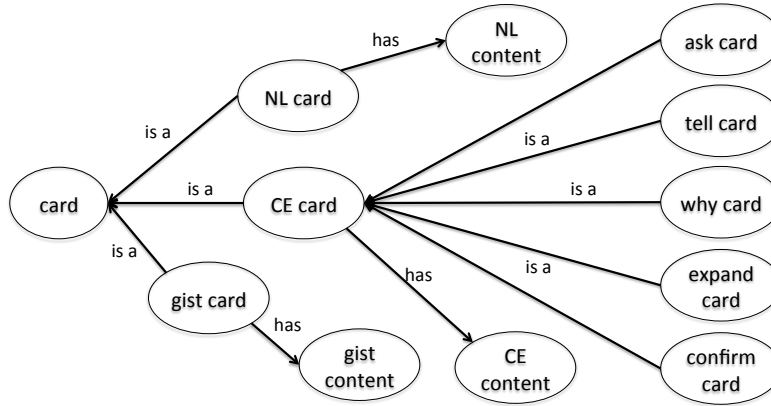 NL
content
ask card
has
NL card
tell card
is a
is a
card
is a
CE card
is a
why card
is a
has
is a
expand
card
gist card
has
gist
content
CE
content
confirm
card